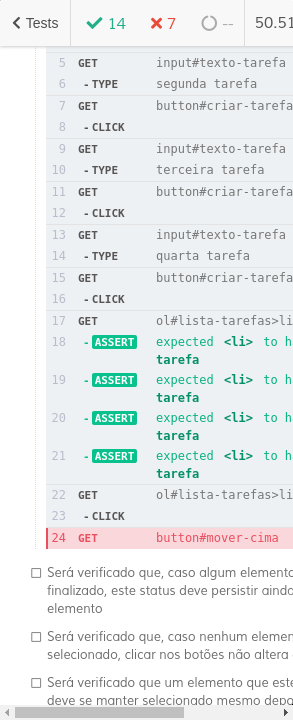 Tests 14 7 -- 50.51
5 GET input#texto-tarefa
6 -TYPE segunda tarefa
7 GET button#criar-tarefa
8 -CLICK
9 GET input#texto-tarefa
10 -TYPE terceira tarefa
11 GET button#criar-tarefa
12 -CLICK
13 GET input#texto-tarefa
14 -TYPE quarta tarefa
15 GET button#criar-tarefa
16 -CLICK
17 GET ol#lista-tarefas>li
18 -ASSERT expected <li> to h
tarefa
19 -ASSERT expected <li> to h
tarefa
20 -ASSERT expected <li> to h
tarefa
21 -ASSERT expected <li> to h
tarefa
22 GET ol#lista-tarefas>li
23 -CLICK
24 GET button#mover-cima
Será verificado que, caso algum elemento
finalizado, este status deve persistir ainda
elemento
Será verificado que, caso nenhum elemen
selecionado, clicar nos botões não altera
Será verificado que um elemento que este
deve se manter selecionado mesmo depo